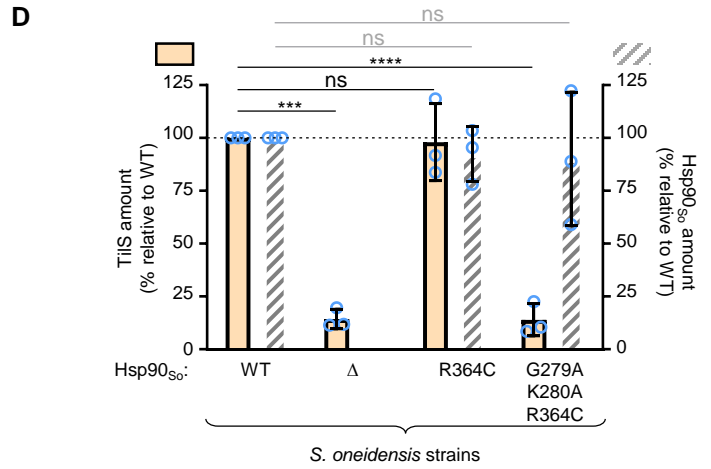 D
ns
ns
****
ns
***
125
100
75
50
25
0
TilS amount
(% relative to WT)
125
100
75
50
25
0
Hsp90So amount
(% relative to WT)
Hsp90So: WT Δ R364C G279A
K280A
R364C
S. oneidensis strains